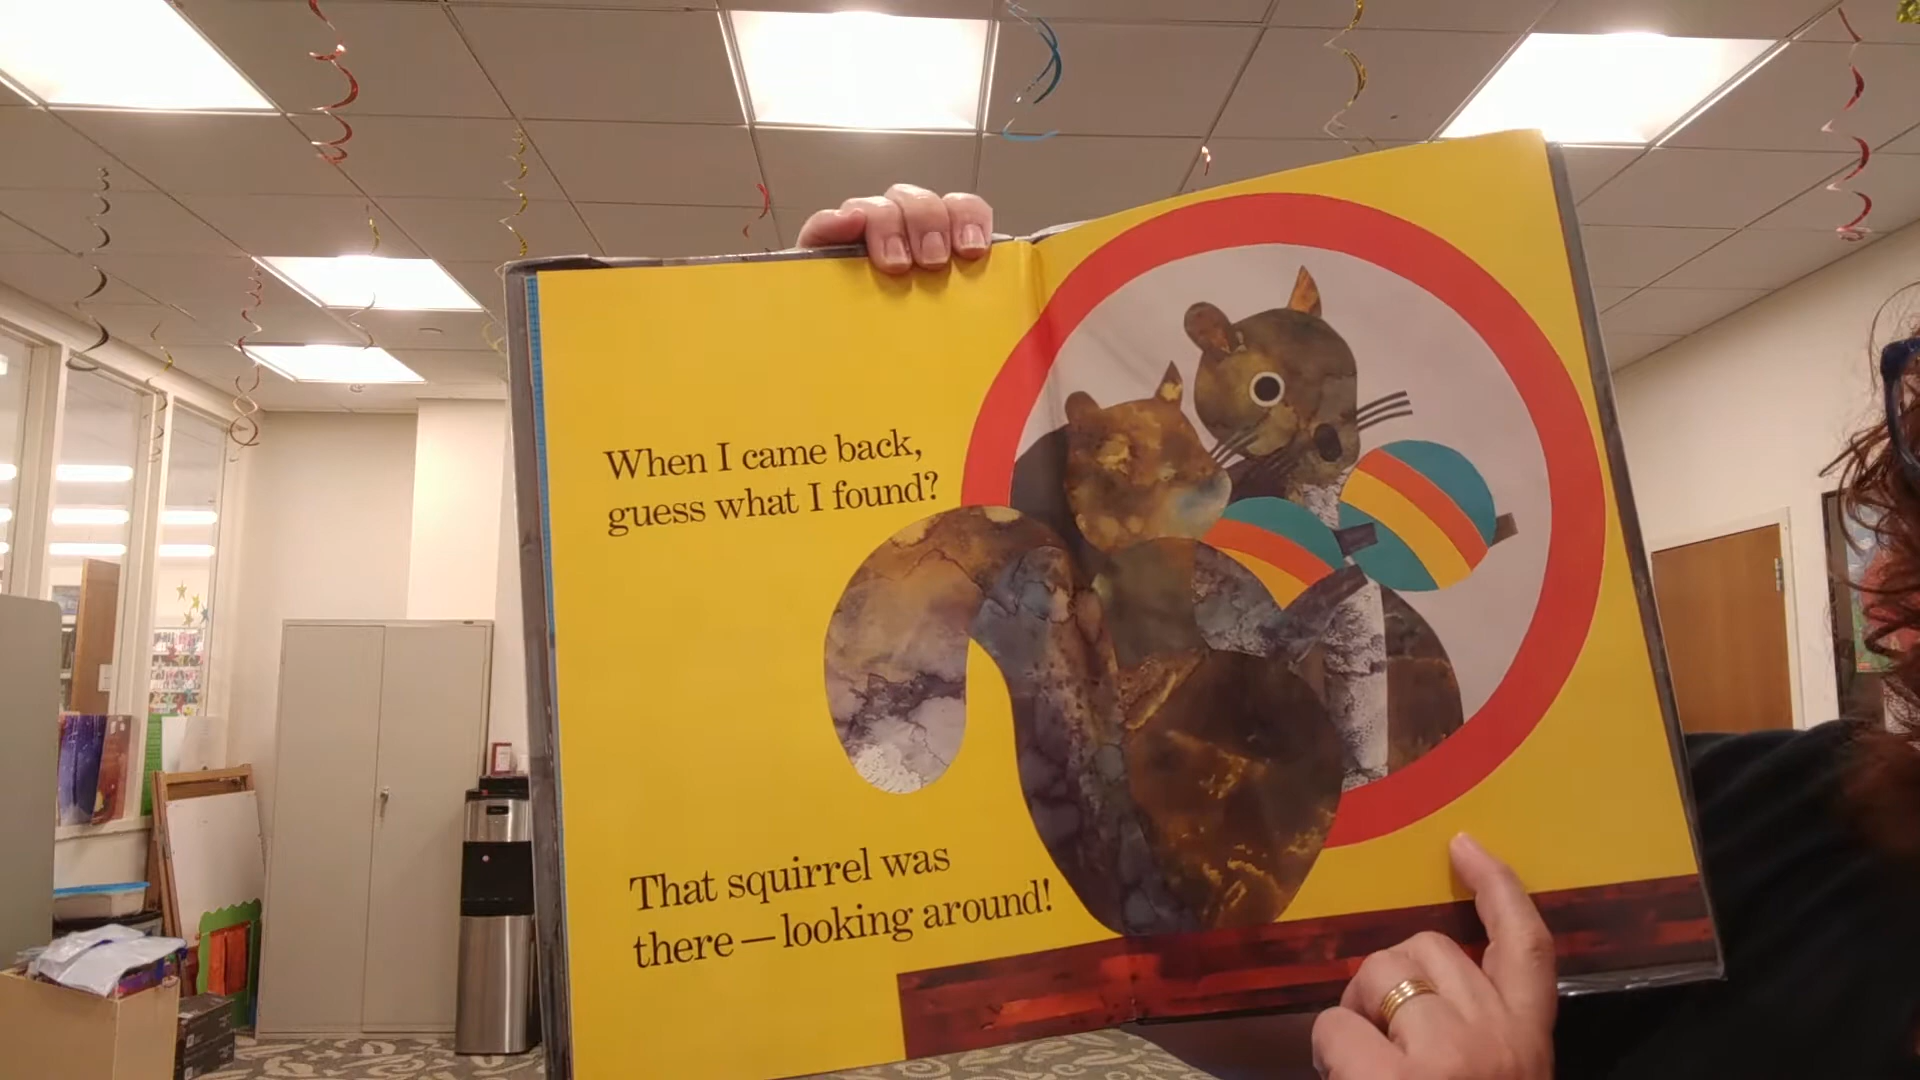 When I came back,
guess what I found?
That squirrel was
there—looking around!